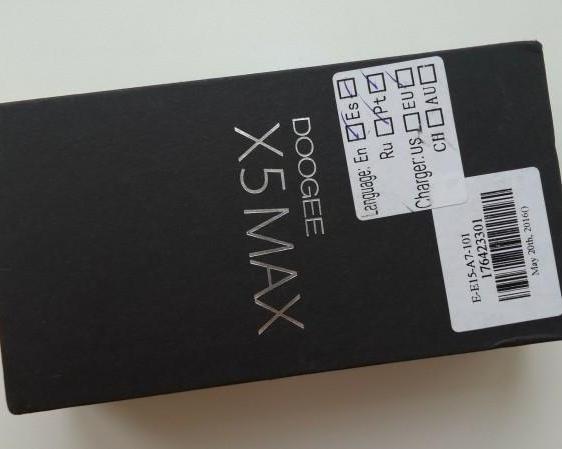 DOOGEE
X5 MAX
Language: En ☑ Es ☑
Ru ☐ Pt ☑
Charger: US ☐ EU ☑
CH ☐ AU ☐
E-E15-A7-101
176423301
May 20th, 2016()